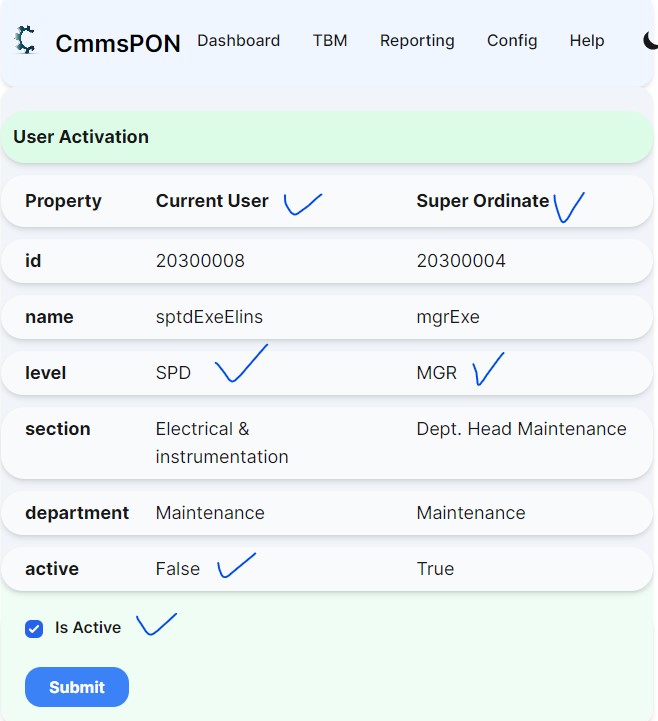 CmmsPON Dashboard TBM Reporting Config Help
User Activation
Property Current User Super Ordinate
id 20300008 20300004
name sptdExeElins mgrExe
level SPD MGR
section Electrical & Dept. Head Maintenance
instrumentation
department Maintenance Maintenance
active False True
Is Active
Submit